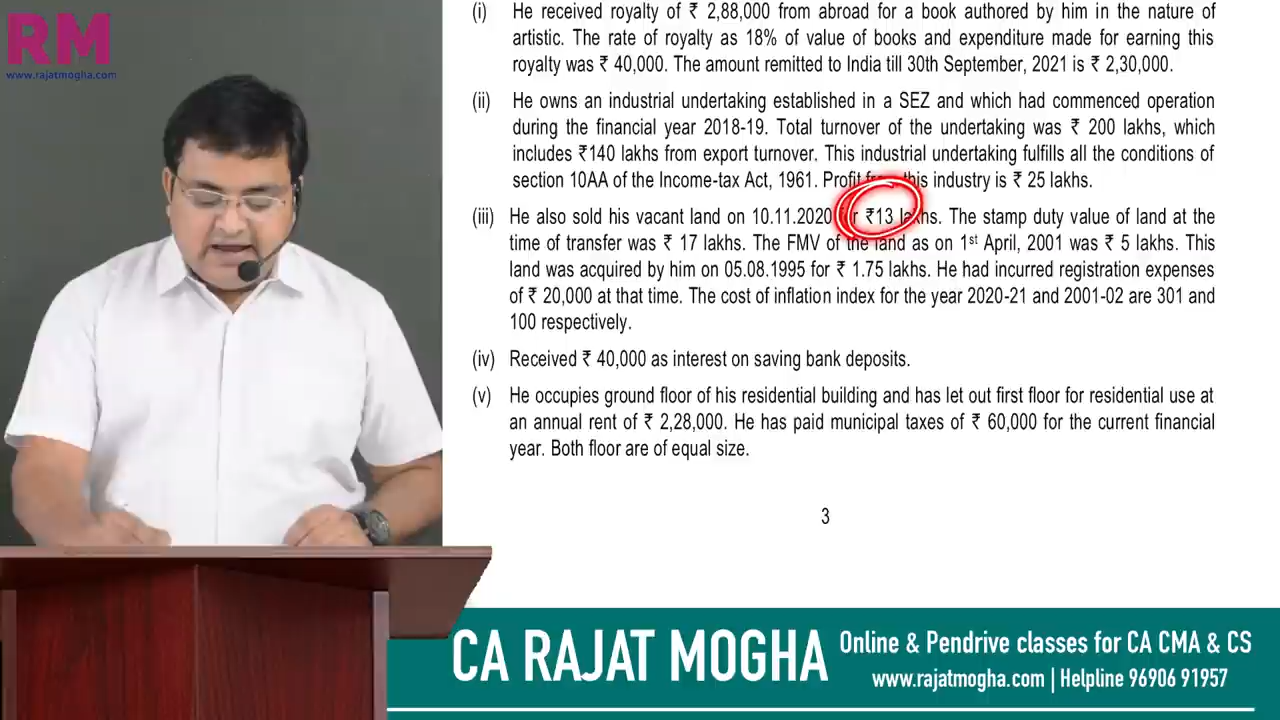 RM
www.rajatmogha.com
(i) He received royalty of ₹ 2,88,000 from abroad for a book authored by him in the nature of
artistic. The rate of royalty as 18% of value of books and expenditure made for earning this
royalty was ₹ 40,000. The amount remitted to India till 30th September, 2021 is ₹ 2,30,000.
(ii) He owns an industrial undertaking established in a SEZ and which had commenced operation
during the financial year 2018-19. Total turnover of the undertaking was ₹ 200 lakhs, which
includes ₹140 lakhs from export turnover. This industrial undertaking fulfills all the conditions of
section 10AA of the Income-tax Act, 1961. Profit from this industry is ₹ 25 lakhs.
(iii) He also sold his vacant land on 10.11.2020 for ₹13 lakhs. The stamp duty value of land at the
time of transfer was ₹ 17 lakhs. The FMV of the land as on 1st April, 2001 was ₹ 5 lakhs. This
land was acquired by him on 05.08.1995 for ₹ 1.75 lakhs. He had incurred registration expenses
of ₹ 20,000 at that time. The cost of inflation index for the year 2020-21 and 2001-02 are 301 and
100 respectively.
(iv) Received ₹ 40,000 as interest on saving bank deposits.
(v) He occupies ground floor of his residential building and has let out first floor for residential use at
an annual rent of ₹ 2,28,000. He has paid municipal taxes of ₹ 60,000 for the current financial
year. Both floor are of equal size.
3
CA RAJAT MOGHA
Online & Pendrive classes for CA CMA & CS
www.rajatmogha.com | Helpline 96906 91957